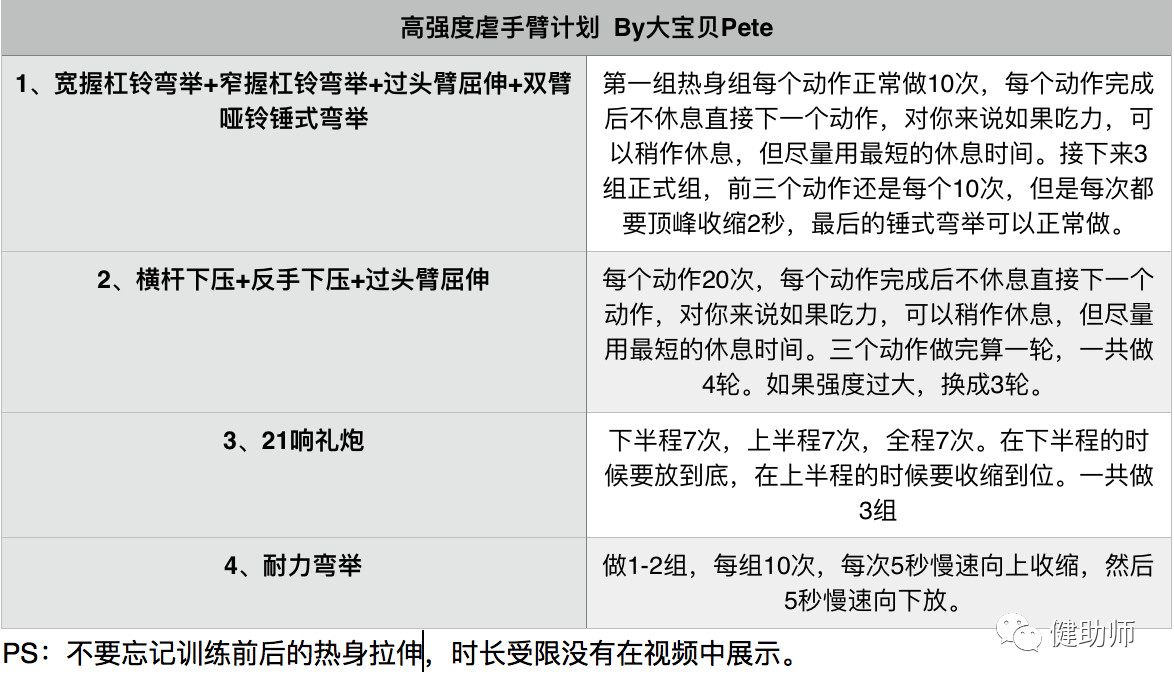 高强度虐手臂计划 By大宝贝Pete
1、宽握杠铃弯举+窄握杠铃弯举+过头臂屈伸+双臂
哑铃锤式弯举
第一组热身组每个动作正常做10次，每个动作完成
后不休息直接下一个动作，对你来说如果吃力，可
以稍作休息，但尽量用最短的休息时间。接下来3
组正式组，前三个动作还是每个10次，但是每次都
要顶峰收缩2秒，最后的锤式弯举可以正常做。
2、横杆下压+反手下压+过头臂屈伸
每个动作20次，每个动作完成后不休息直接下一个
动作，对你来说如果吃力，可以稍作休息，但尽量
用最短的休息时间。三个动作做完算一轮，一共做
4轮。如果强度过大，换成3轮。
3、21响礼炮
下半程7次，上半程7次，全程7次。在下半程的时
候要放到底，在上半程的时候要收缩到位。一共做
3组
4、耐力弯举
做1-2组，每组10次，每次5秒慢速向上收缩，然后
5秒慢速向下放。
健助师
PS：不要忘记训练前后的热身拉伸，时长受限没有在视频中展示。